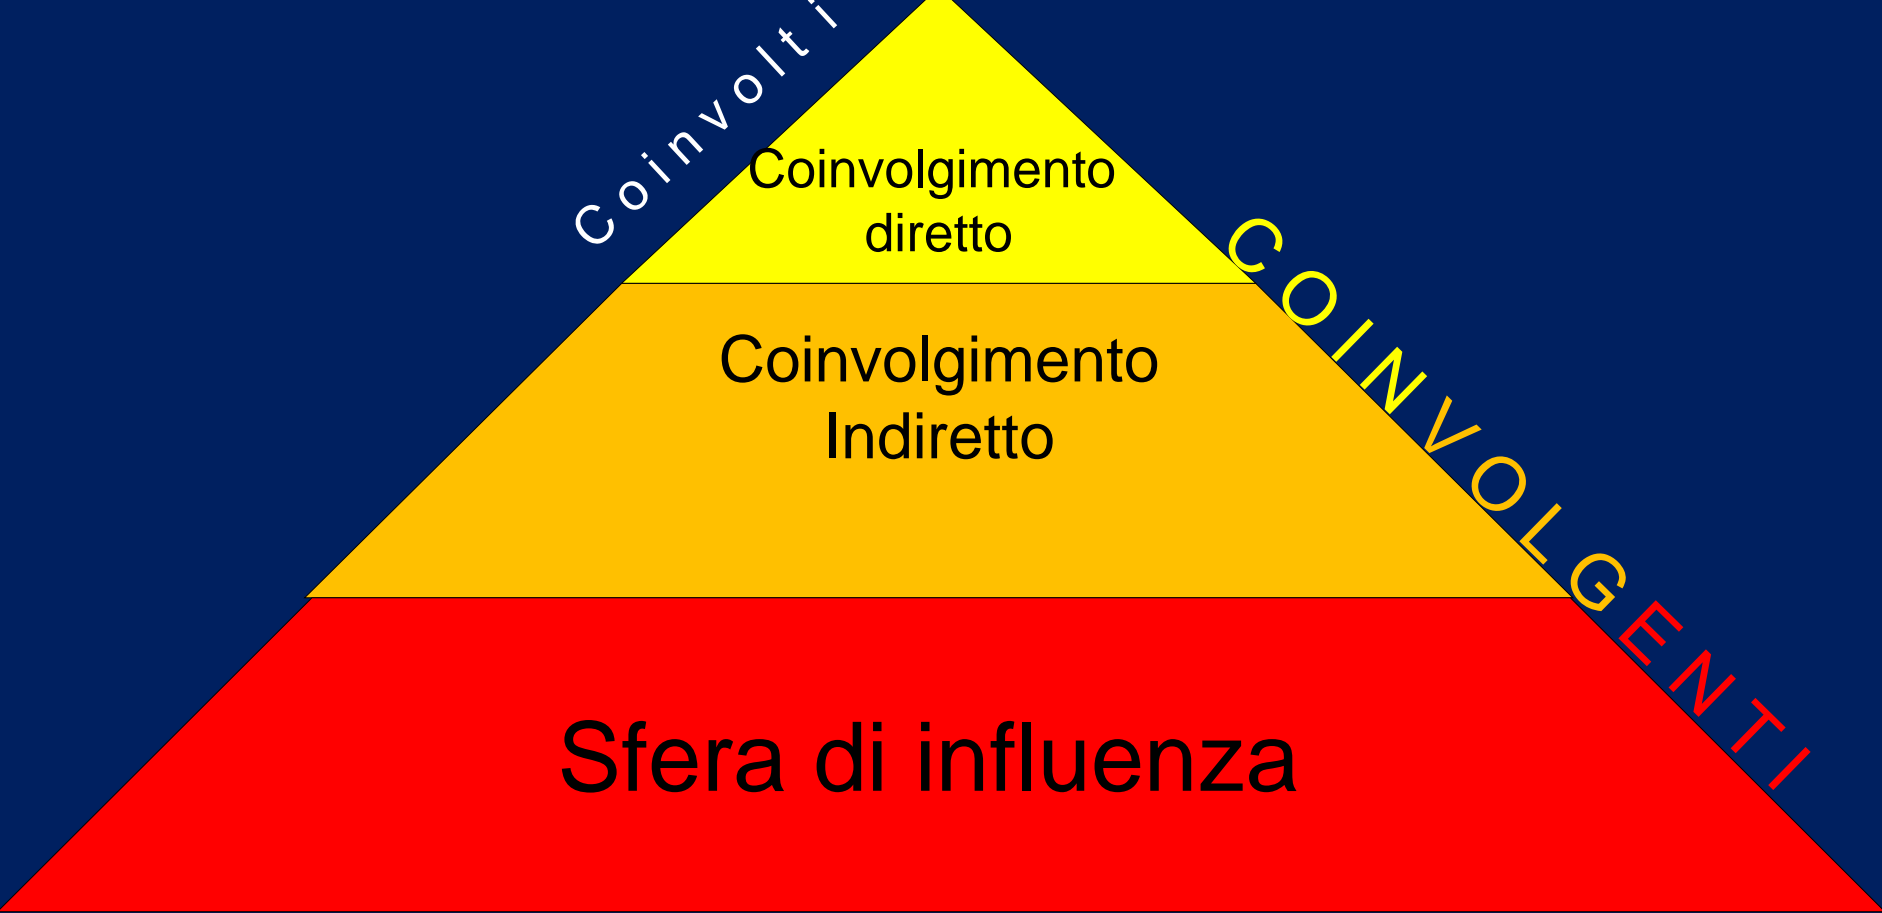 Coinvolti
Coinvolgimento
diretto
COINVOLGENTI
Coinvolgimento
Indiretto
Sfera di influenza